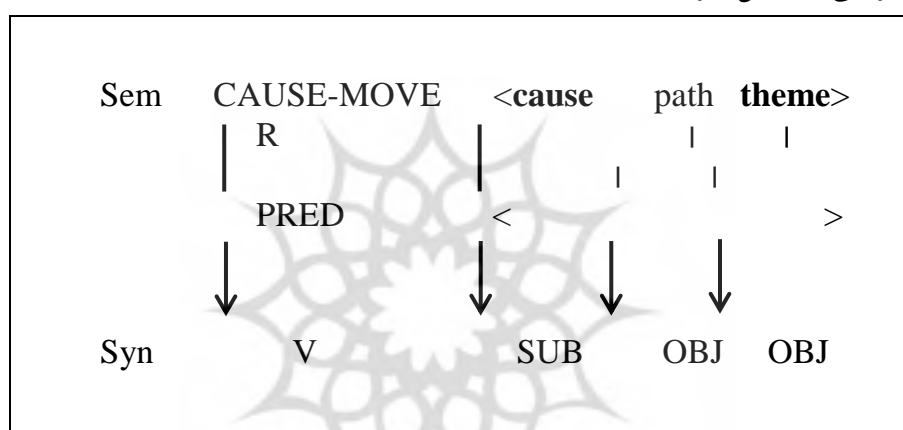 Sem CAUSE-MOVE <cause path theme>
R
PRED < >
Syn V SUB OBJ OBJ